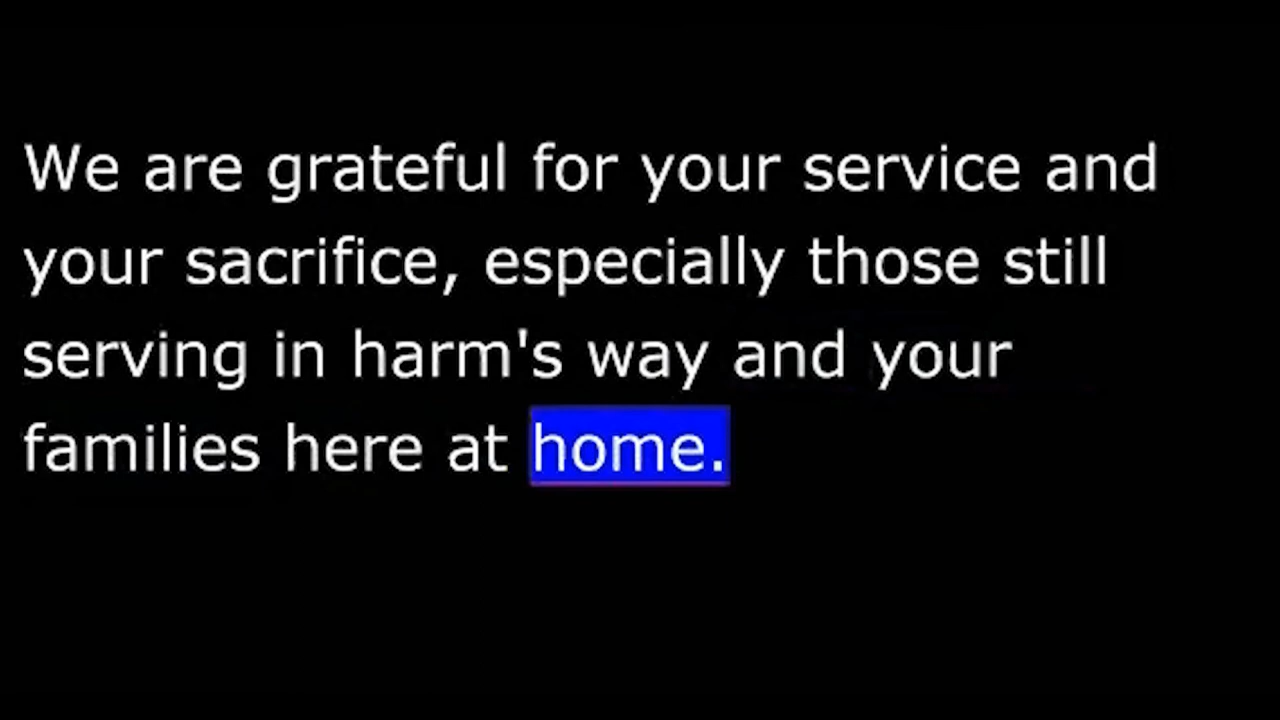 We are grateful for your service and
your sacrifice, especially those still
serving in harm's way and your
families here at home.